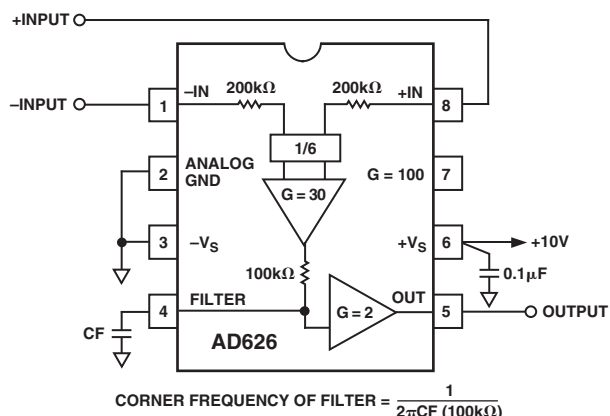 +INPUT
200kΩ 200kΩ
–IN +IN
–INPUT 1 8
1/6
ANALOG
GND
2 G = 100 7
G = 30
3 –VS +VS 6 +10V
100kΩ 0.1μF
FILTER OUT
4 G = 2 5 OUTPUT
CF
AD626
CORNER FREQUENCY OF FILTER = 1
2πCF (100kΩ)